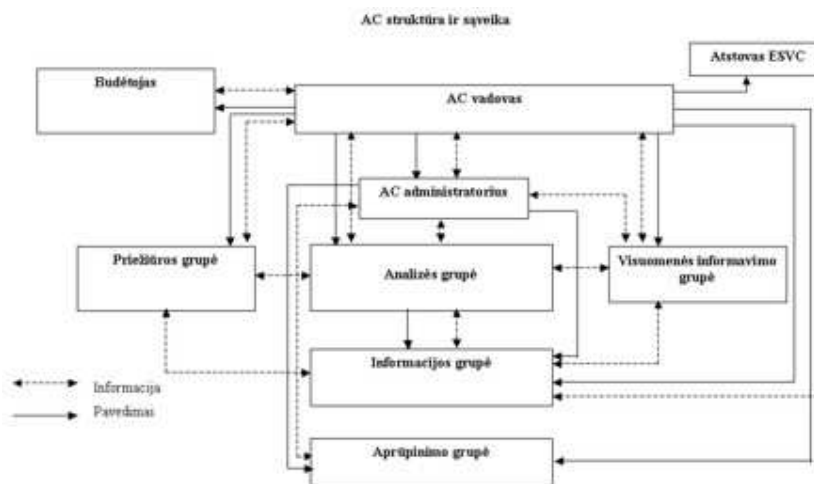 AC struktūra ir sąveika
Atstovas ESVC
Budėtojas
AC vadovas
AC administratorius
Priežiūros grupė
Analizės grupė
Visuomenės informavimo
grupė
Informacijos grupė
Informacija
Pavedimai
Aprūpinimo grupė